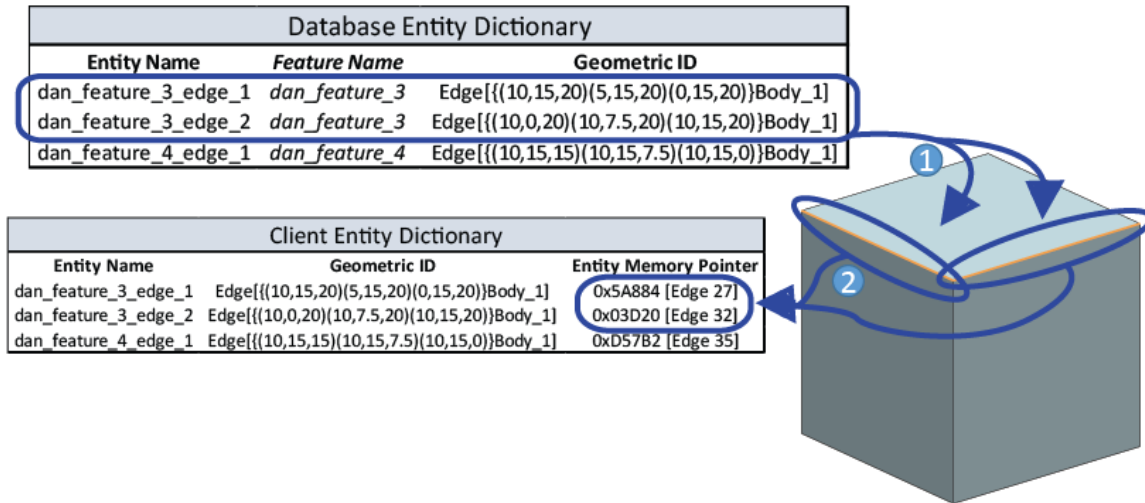 Database Entity Dictionary
Entity Name Feature Name Geometric ID
dan_feature_3_edge_1 dan_feature_3 Edge[{(10,15,20)(5,15,20)(0,15,20)}Body_1]
dan_feature_3_edge_2 dan_feature_3 Edge[{(10,0,20)(10,7.5,20)(10,15,20)}Body_1]
dan_feature_4_edge_1 dan_feature_4 Edge[{(10,15,15)(10,15,7.5)(10,15,0)}Body_1]
1
Client Entity Dictionary
Entity Name Geometric ID Entity Memory Pointer
dan_feature_3_edge_1 Edge[{(10,15,20)(5,15,20)(0,15,20)}Body_1] 0x5A884 [Edge 27]
dan_feature_3_edge_2 Edge[{(10,0,20)(10,7.5,20)(10,15,20)}Body_1] 0x03D20 [Edge 32]
dan_feature_4_edge_1 Edge[{(10,15,15)(10,15,7.5)(10,15,0)}Body_1] 0xD57B2 [Edge 35]
2